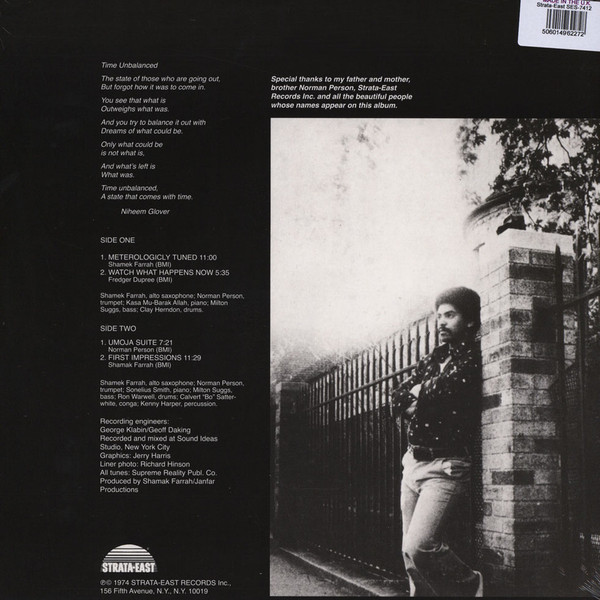 MADE IN THE U.K.
Strata-East SES-7412
506014962272
Time Unbalanced
The state of those who are going out,
But forgot how it was to come in.
You see that what is
Outweighs what was.
And you try to balance it out with
Dreams of what could be.
Only what could be
is not what is,
And what's left is
What was.
Time unbalanced,
A state that comes with time.
Niheem Glover
Special thanks to my father and mother,
brother Norman Person, Strata-East
Records Inc. and all the beautiful people
whose names appear on this album.
SIDE ONE
1. METEROLOGICLY TUNED 11:00
Shamek Farrah (BMI)
2. WATCH WHAT HAPPENS NOW 5:35
Fredger Dupree (BMI)
Shamek Farrah, alto saxophone; Norman Person,
trumpet; Kasa Mu-Barak Allah, piano; Milton
Suggs, bass; Clay Herndon, drums.
SIDE TWO
1. UMOJA SUITE 7:21
Norman Person (BMI)
2. FIRST IMPRESSIONS 11:29
Shamak Farrah (BMI)
Shamek Farrah, alto saxophone; Norman Person,
trumpet; Sonelius Smith, piano; Milton Suggs,
bass; Ron Warwell, drums; Calvert "Bo" Satter-
white, conga; Kenny Harper, percussion.
Recording engineers:
George Klabin/Geoff Daking
Recorded and mixed at Sound Ideas
Studio, New York City
Graphics: Jerry Harris
Liner photo: Richard Hinson
All tunes: Supreme Reality Publ. Co.
Produced by Shamak Farrah/Janfar
Productions
STRATA-EAST
℗© 1974 STRATA-EAST RECORDS Inc.,
156 Fifth Avenue, N.Y., N.Y. 10019